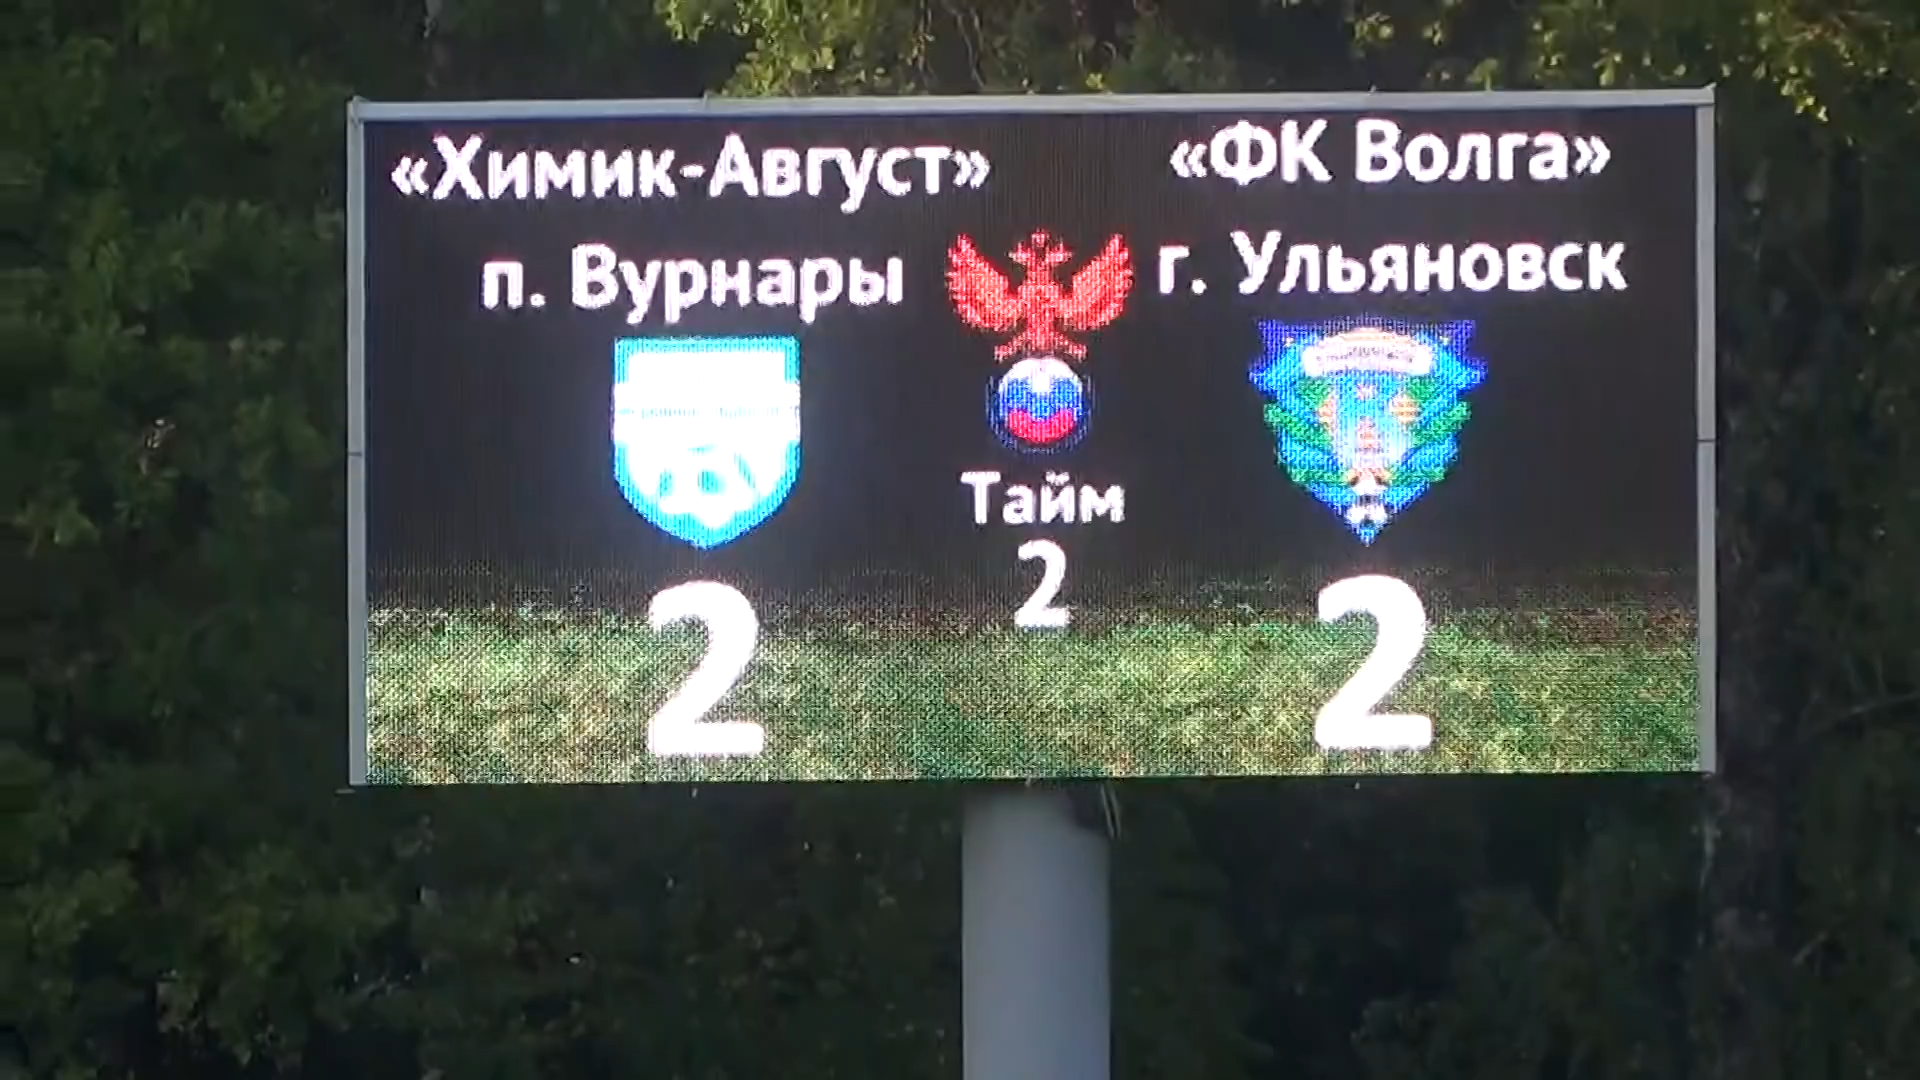 «Химик-Август»
п. Вурнары
«ФК Волга»
г. Ульяновск
Тайм
2
2
2